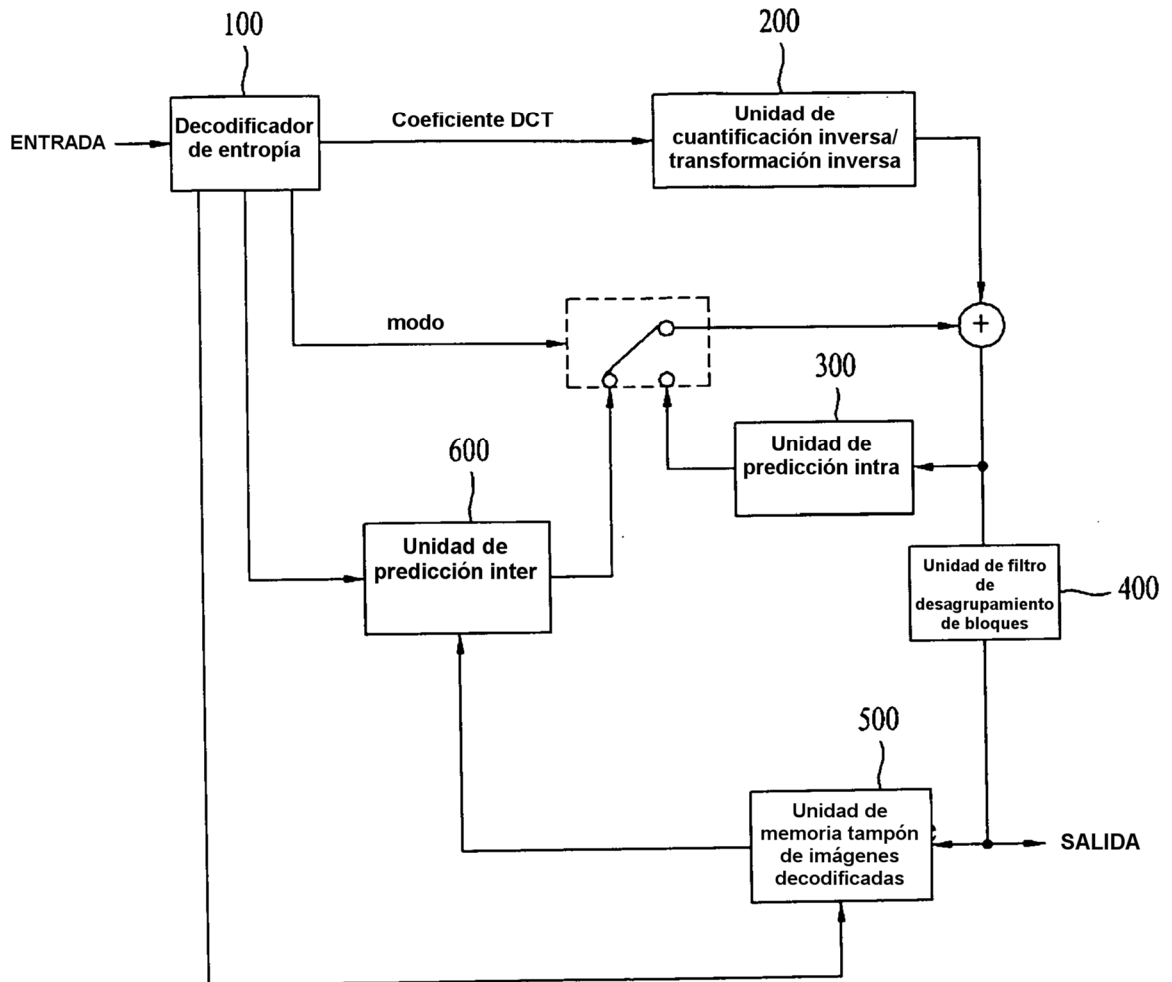 100
200
ENTRADA
Decodificador
de entropía
Coeficiente DCT
Unidad de
cuantificación inversa/
transformación inversa
modo
+
300
Unidad de
predicción intra
600
Unidad de
predicción inter
Unidad de filtro
de
desagrupamiento
de bloques
400
500
Unidad de
memoria tampón
de imágenes
decodificadas
SALIDA